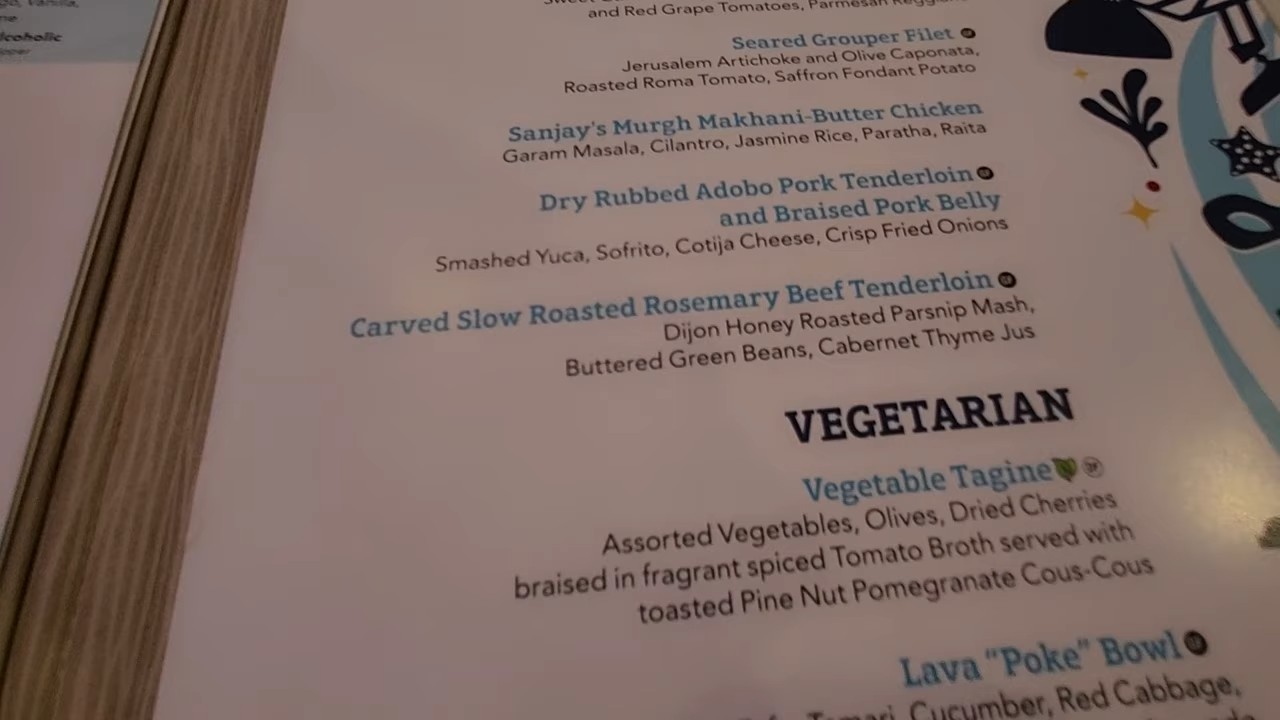 Vanilla,
and Red Grape Tomatoes, Parmesan
Seared Grouper Filet
Jerusalem Artichoke and Olive Caponata,
Roasted Roma Tomato, Saffron Fondant Potato
Sanjay's Murgh Makhani-Butter Chicken
Garam Masala, Cilantro, Jasmine Rice, Paratha, Raita
Dry Rubbed Adobo Pork Tenderloin
and Braised Pork Belly
Smashed Yuca, Sofrito, Cotija Cheese, Crisp Fried Onions
Carved Slow Roasted Rosemary Beef Tenderloin
Dijon Honey Roasted Parsnip Mash,
Buttered Green Beans, Cabernet Thyme Jus
VEGETARIAN
Vegetable Tagine
Assorted Vegetables, Olives, Dried Cherries
braised in fragrant spiced Tomato Broth served with
toasted Pine Nut Pomegranate Cous-Cous
Lava "Poke" Bowl
Tamari, Cucumber, Red Cabbage,